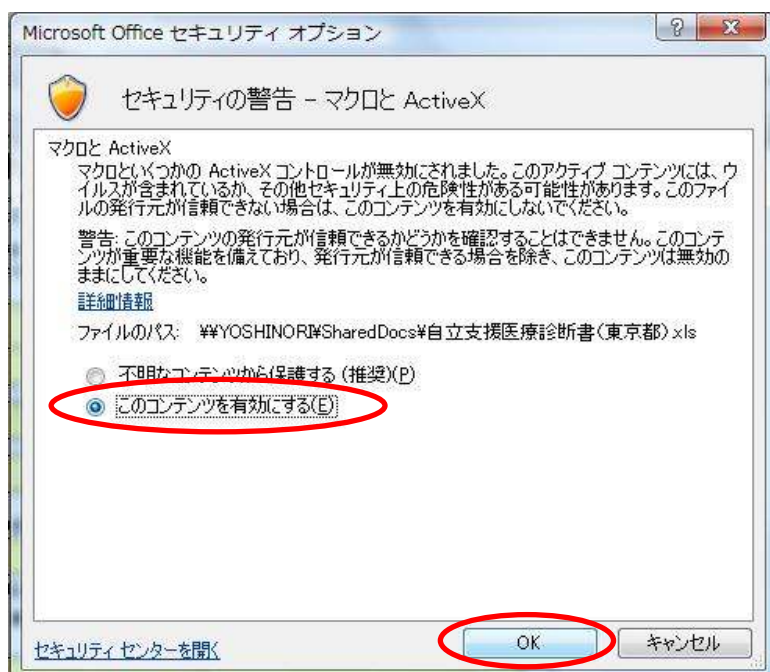 Microsoft Office セキュリティ オプション
?
セキュリティの警告 - マクロと ActiveX
マクロと ActiveX
マクロといくつかの ActiveX コントロールが無効にされました。このアクティブ コンテンツには、ウ
イルスが含まれているか、その他セキュリティ上の危険性がある可能性があります。このファイ
ルの発行元が信頼できない場合は、このコンテンツを有効にしないでください。
警告: このコンテンツの発行元が信頼できるかどうかを確認することはできません。このコンテ
ンツが重要な機能を備えており、発行元が信頼できる場合を除き、このコンテンツは無効の
ままにしてください。
詳細情報
ファイルのパス: ¥¥YOSHINORI¥SharedDocs¥自立支援医療診断書(東京都).xls
不明なコンテンツから保護する (推奨)(P)
このコンテンツを有効にする(E)
セキュリティ センターを開く
OK
キャンセル